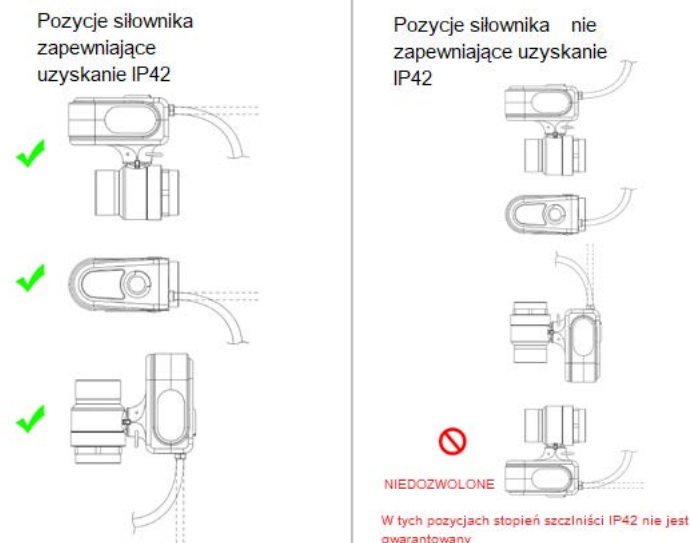 Pozycje siłownika
zapewniające
uzyskanie IP42
Pozycje siłownika nie
zapewniające uzyskanie
IP42
NIEDOZWOLONE
W tych pozycjach stopień szczlniści IP42 nie jest
gwarantowany